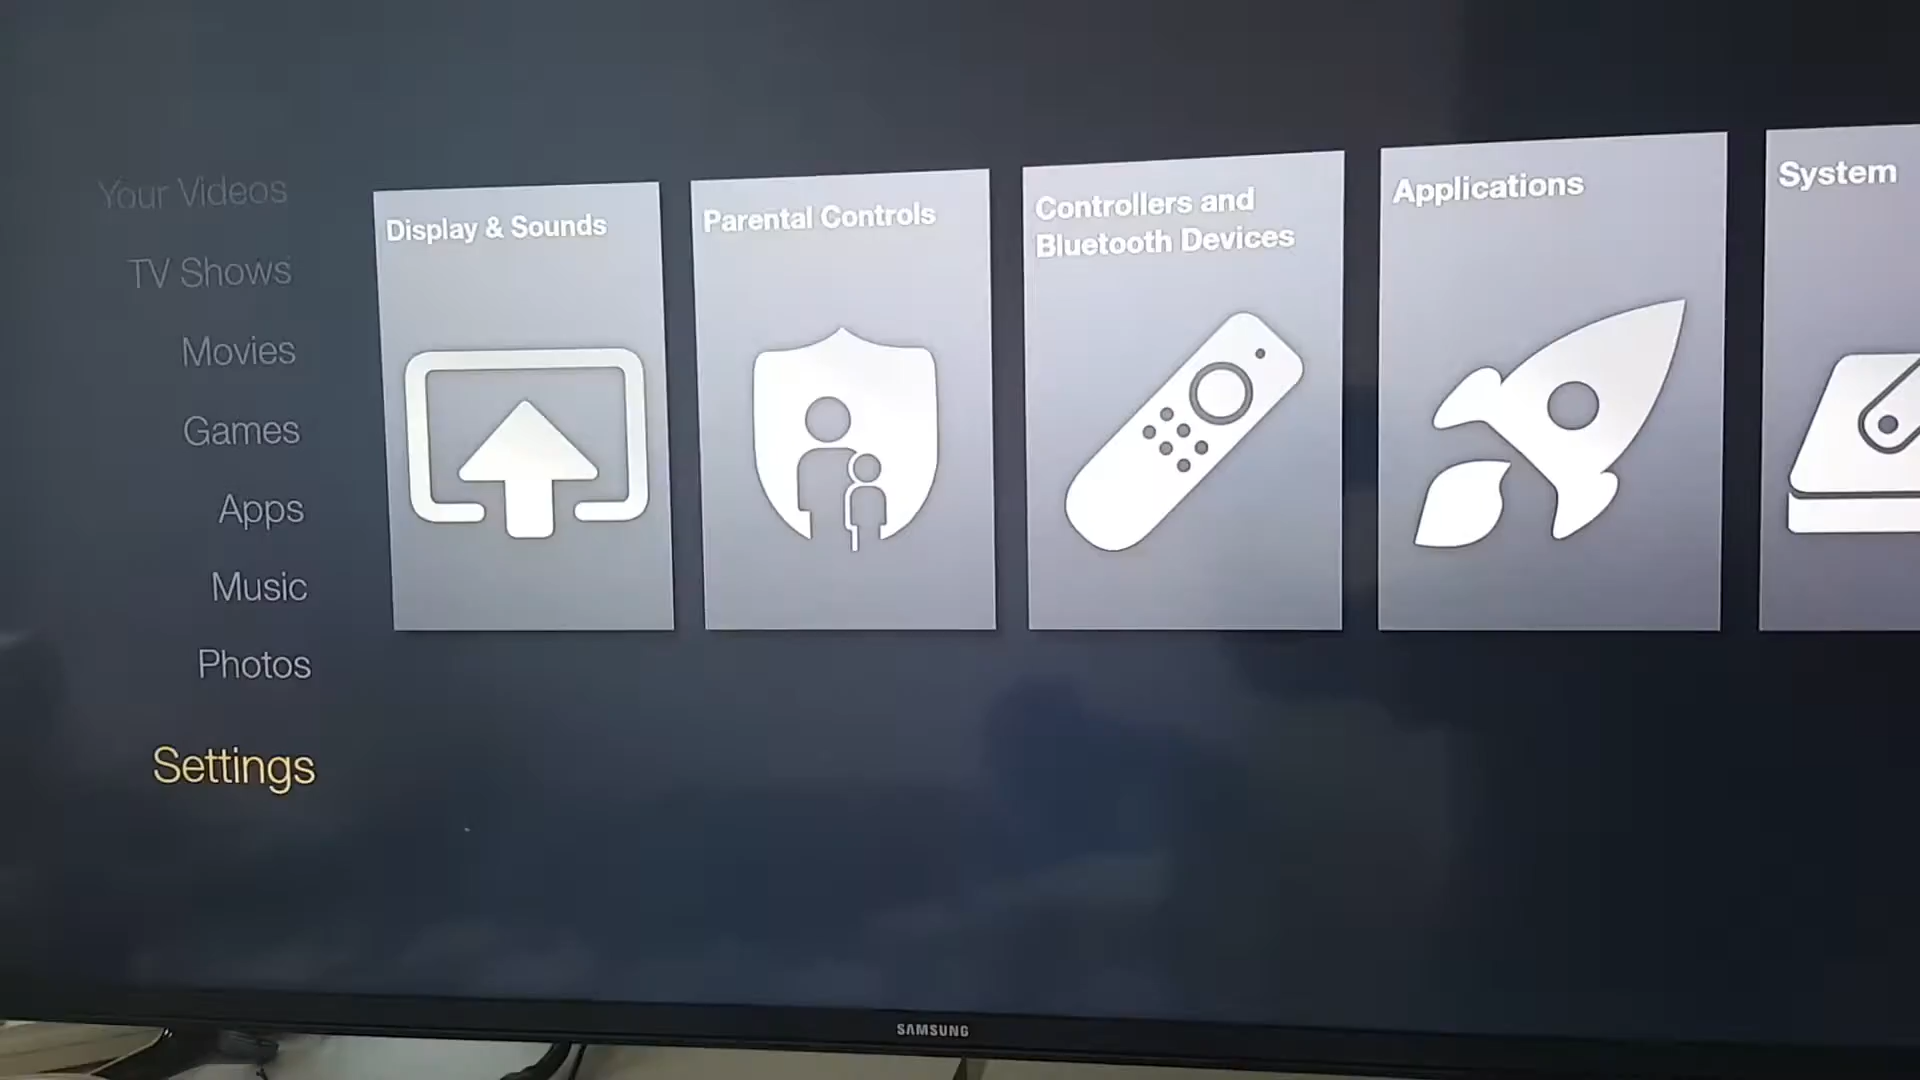 Your Videos
TV Shows
Movies
Games
Apps
Music
Photos
Settings
Display & Sounds
Parental Controls
Controllers and
Bluetooth Devices
Applications
System
SAMSUNG